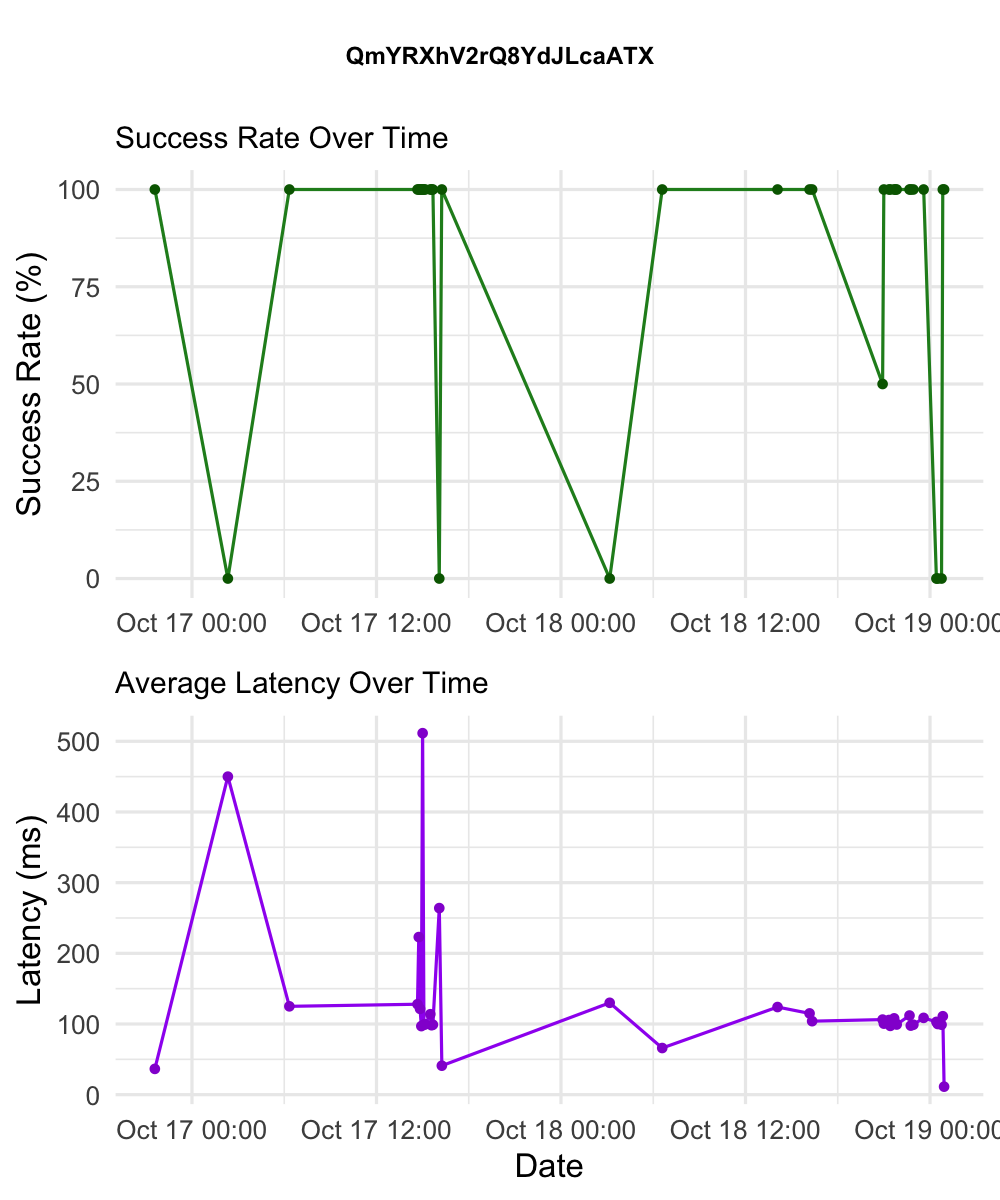 QmYRXhV2rQ8YdJLcaATX
Success Rate Over Time
Success Rate (%)
100
75
50
25
0
Oct 17 00:00 Oct 17 12:00 Oct 18 00:00 Oct 18 12:00 Oct 19 00:00
Average Latency Over Time
Latency (ms)
500
400
300
200
100
0
Oct 17 00:00 Oct 17 12:00 Oct 18 00:00 Oct 18 12:00 Oct 19 00:00
Date